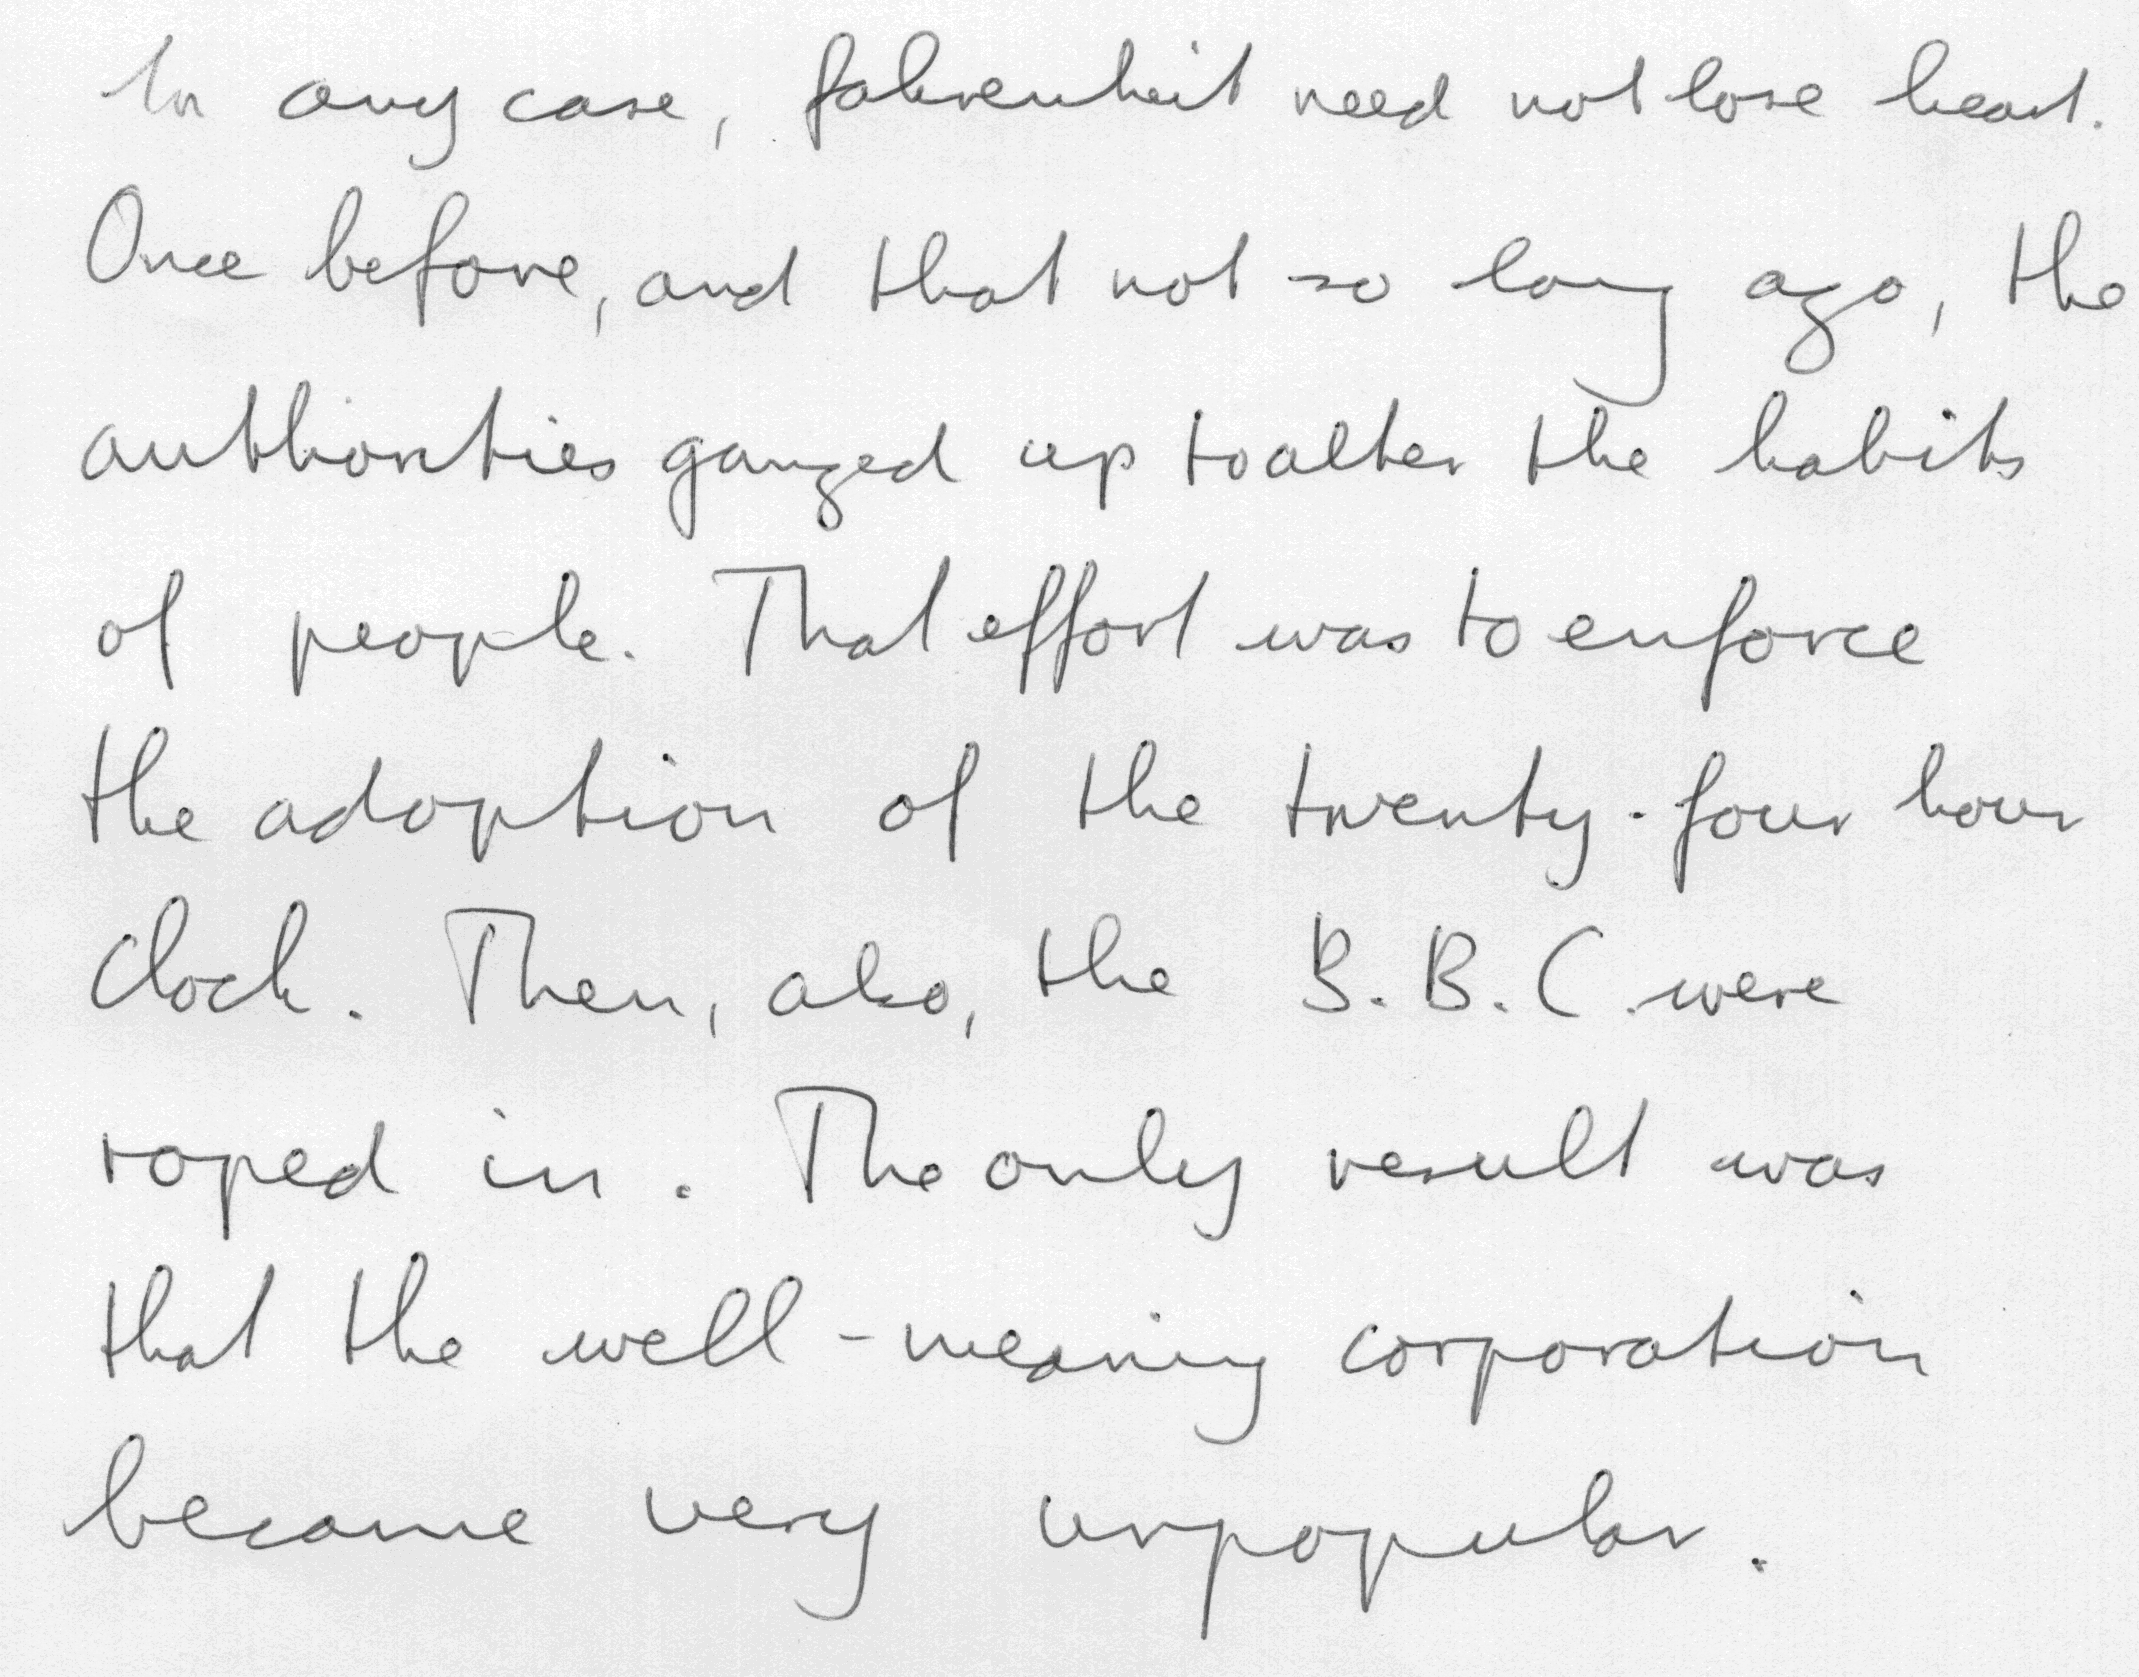 In any case, Fahrenheit need not lose heart.
Once before, and that not so long ago, the
authorities ganged up to alter the habits
of people. That effort was to enforce
the adoption of the twenty-four hour
Clock. Then, also, the B.B.C. were
roped in. The only result was
that the well-meaning corporation
became very unpopular.